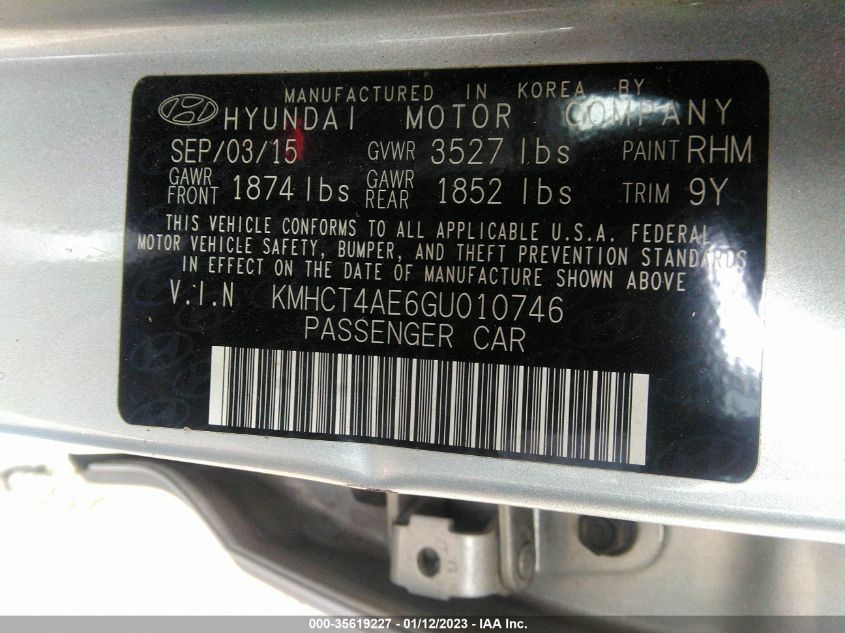 MANUFACTURED IN KOREA BY
HYUNDAI MOTOR COMPANY
SEP/03/15 GVWR 3527 lbs PAINT RHM
GAWR FRONT 1874 lbs GAWR REAR 1852 lbs TRIM 9Y
THIS VEHICLE CONFORMS TO ALL APPLICABLE U.S.A. FEDERAL
MOTOR VEHICLE SAFETY, BUMPER, AND THEFT PREVENTION STANDARDS
IN EFFECT ON THE DATE OF MANUFACTURE SHOWN ABOVE
V.I.N KMHCT4AE6GU010746
PASSENGER CAR
000-35619227 - 01/12/2023 - IAA Inc.